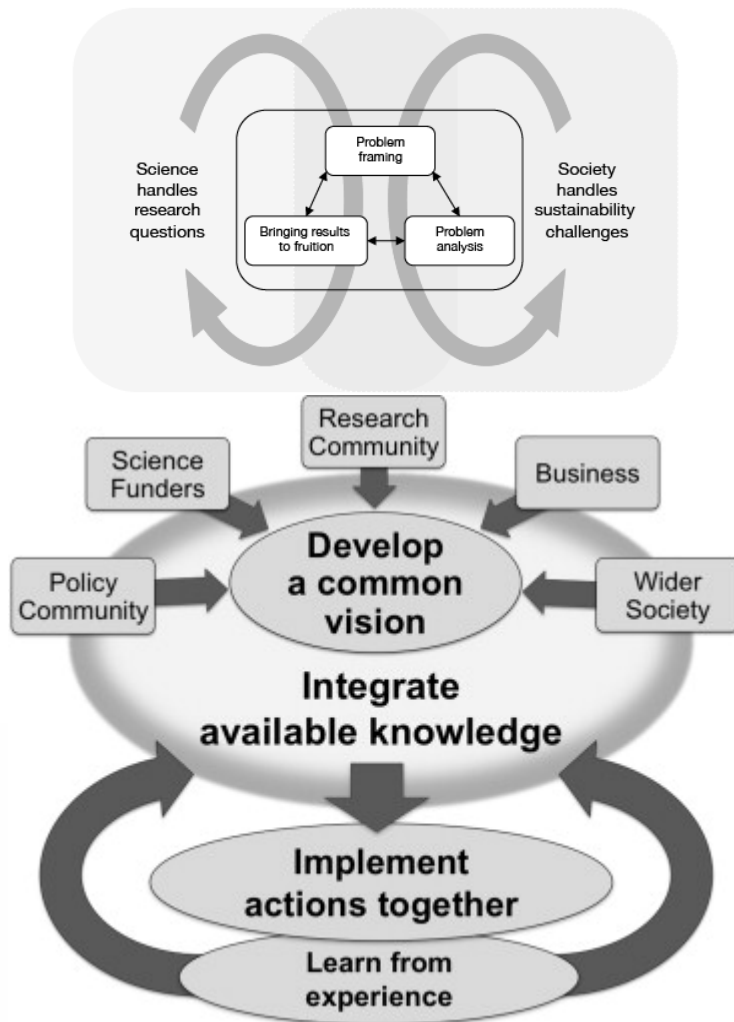 Problem
framing
Science
handles
research
questions
Society
handles
sustainability
challenges
Bringing results
to fruition
Problem
analysis
Research
Community
Science
Funders
Business
Policy
Community
Develop
a common
vision
Wider
Society
Integrate
available knowledge
Implement
actions together
Learn from
experience